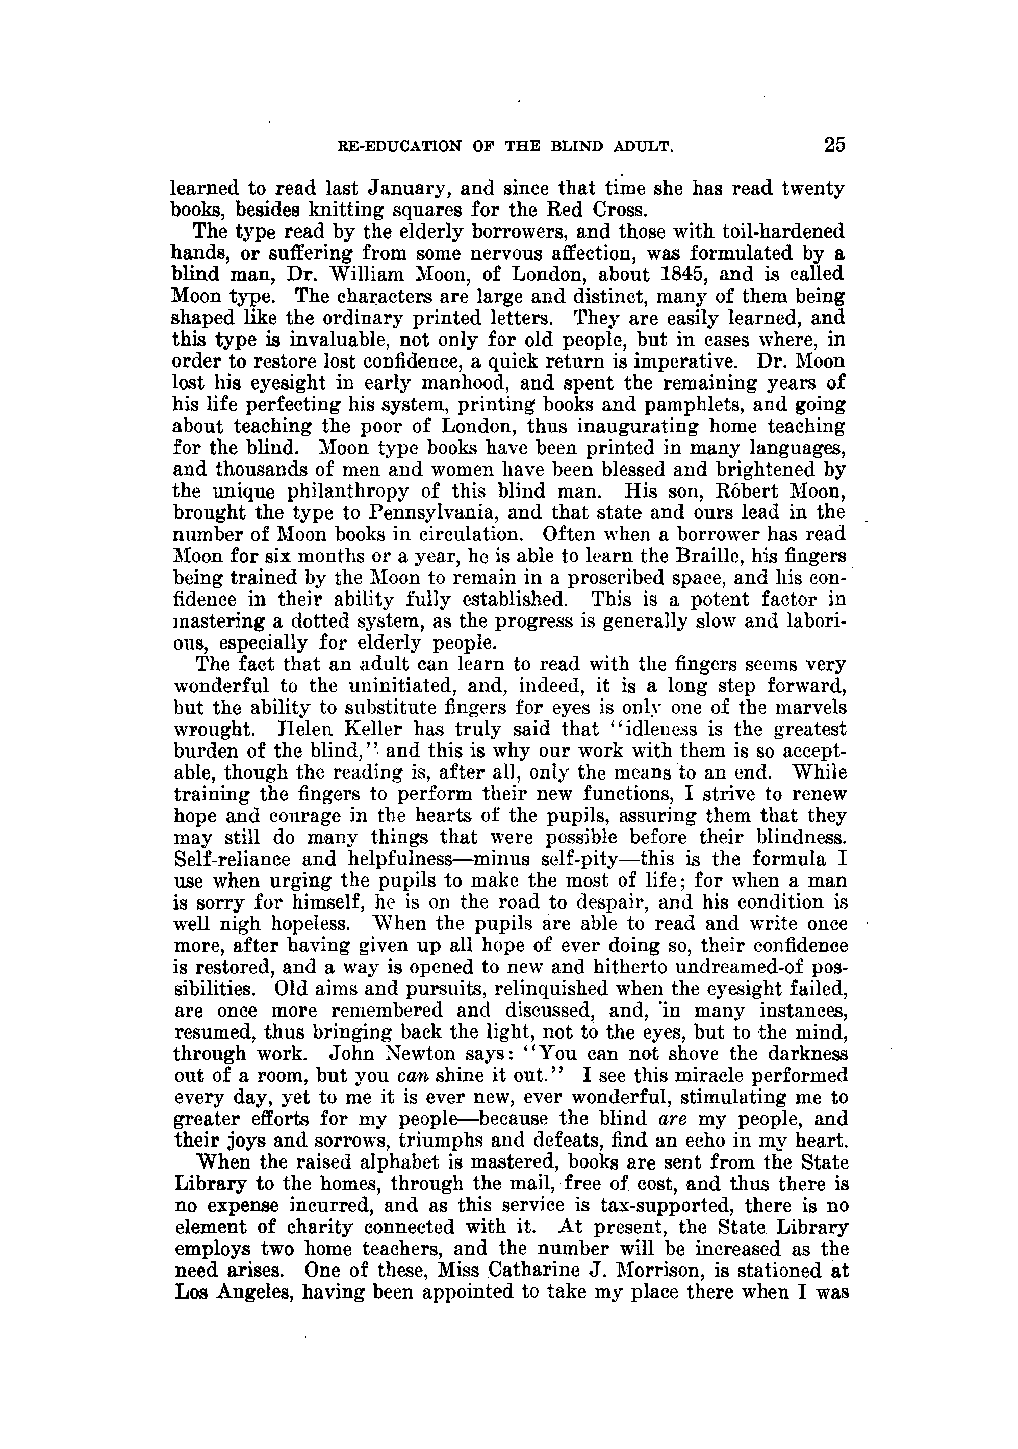 RE-EDUCATION OF THE BLIND ADULT. 25
learned to read last January, and since that time she has read twenty
books, besides knitting squares for the Red Cross.
The type read by the elderly borrowers, and those with toil-hardened
hands, or suffering from some nervous affection, was formulated by a
blind man, Dr. William Moon, of London, about 1845, and is called
Moon type. The characters are large and distinct, many of them being
shaped like the ordinary printed letters. They are easily learned, and
this type is invaluable, not only for old people, but in cases where, in
order to restore lost confidence, a quick return is imperative. Dr. Moon
lost his eyesight in early manhood, and spent the remaining years of
his life perfecting his system, printing books and pamphlets, and going
about teaching the poor of London, thus inaugurating home teaching
for the blind. Moon type books have been printed in many languages,
and thousands of men and women have been blessed and brightened by
the unique philanthropy of this blind man. His son, Robert Moon,
brought the type to Pennsylvania, and that state and ours lead in the
number of Moon books in circulation. Often when a borrower has read
Moon for six months or a year, he is able to learn the Braille, his fingers
being trained by the Moon to remain in a proscribed space, and his con-
fidence in their ability fully established. This is a potent factor in
mastering a dotted system, as the progress is generally slow and labori-
ous, especially for elderly people.
The fact that an adult can learn to read with the fingers seems very
wonderful to the uninitiated, and, indeed, it is a long step forward,
but the ability to substitute fingers for eyes is only one of the marvels
wrought. Helen Keller has truly said that "idleness is the greatest
burden of the blind," and this is why our work with them is so accept-
able, though the reading is, after all, only the means to an end. While
training the fingers to perform their new functions, I strive to renew
hope and courage in the hearts of the pupils, assuring them that they
may still do many things that were possible before their blindness.
Self-reliance and helpfulness—minus self-pity—this is the formula I
use when urging the pupils to make the most of life; for when a man
is sorry for himself, he is on the road to despair, and his condition is
well nigh hopeless. When the pupils are able to read and write once
more, after having given up all hope of ever doing so, their confidence
is restored, and a way is opened to new and hitherto undreamed-of pos-
sibilities. Old aims and pursuits, relinquished when the eyesight failed,
are once more remembered and discussed, and, in many instances,
resumed, thus bringing back the light, not to the eyes, but to the mind,
through work. John Newton says: "You can not shove the darkness
out of a room, but you can shine it out." I see this miracle performed
every day, yet to me it is ever new, ever wonderful, stimulating me to
greater efforts for my people—because the blind are my people, and
their joys and sorrows, triumphs and defeats, find an echo in my heart.
When the raised alphabet is mastered, books are sent from the State
Library to the homes, through the mail, free of cost, and thus there is
no expense incurred, and as this service is tax-supported, there is no
element of charity connected with it. At present, the State Library
employs two home teachers, and the number will be increased as the
need arises. One of these, Miss Catharine J. Morrison, is stationed at
Los Angeles, having been appointed to take my place there when I was